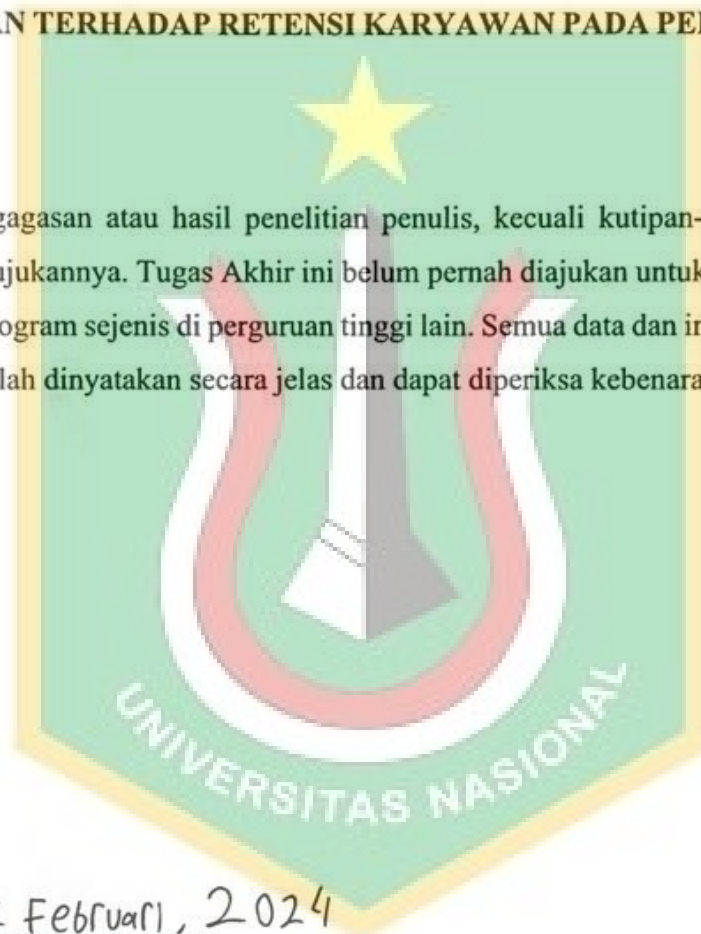 AN TERHADAP RETENSI KARYAWAN PADA PE
gagasan atau hasil penelitian penulis, kecuali kutipan-
ujukannya. Tugas Akhir ini belum pernah diajukan untuk
ogram sejenis di perguruan tinggi lain. Semua data dan in
lah dinyatakan secara jelas dan dapat diperiksa kebenara
UNIVERSITAS NASIONAL
Februari, 2024